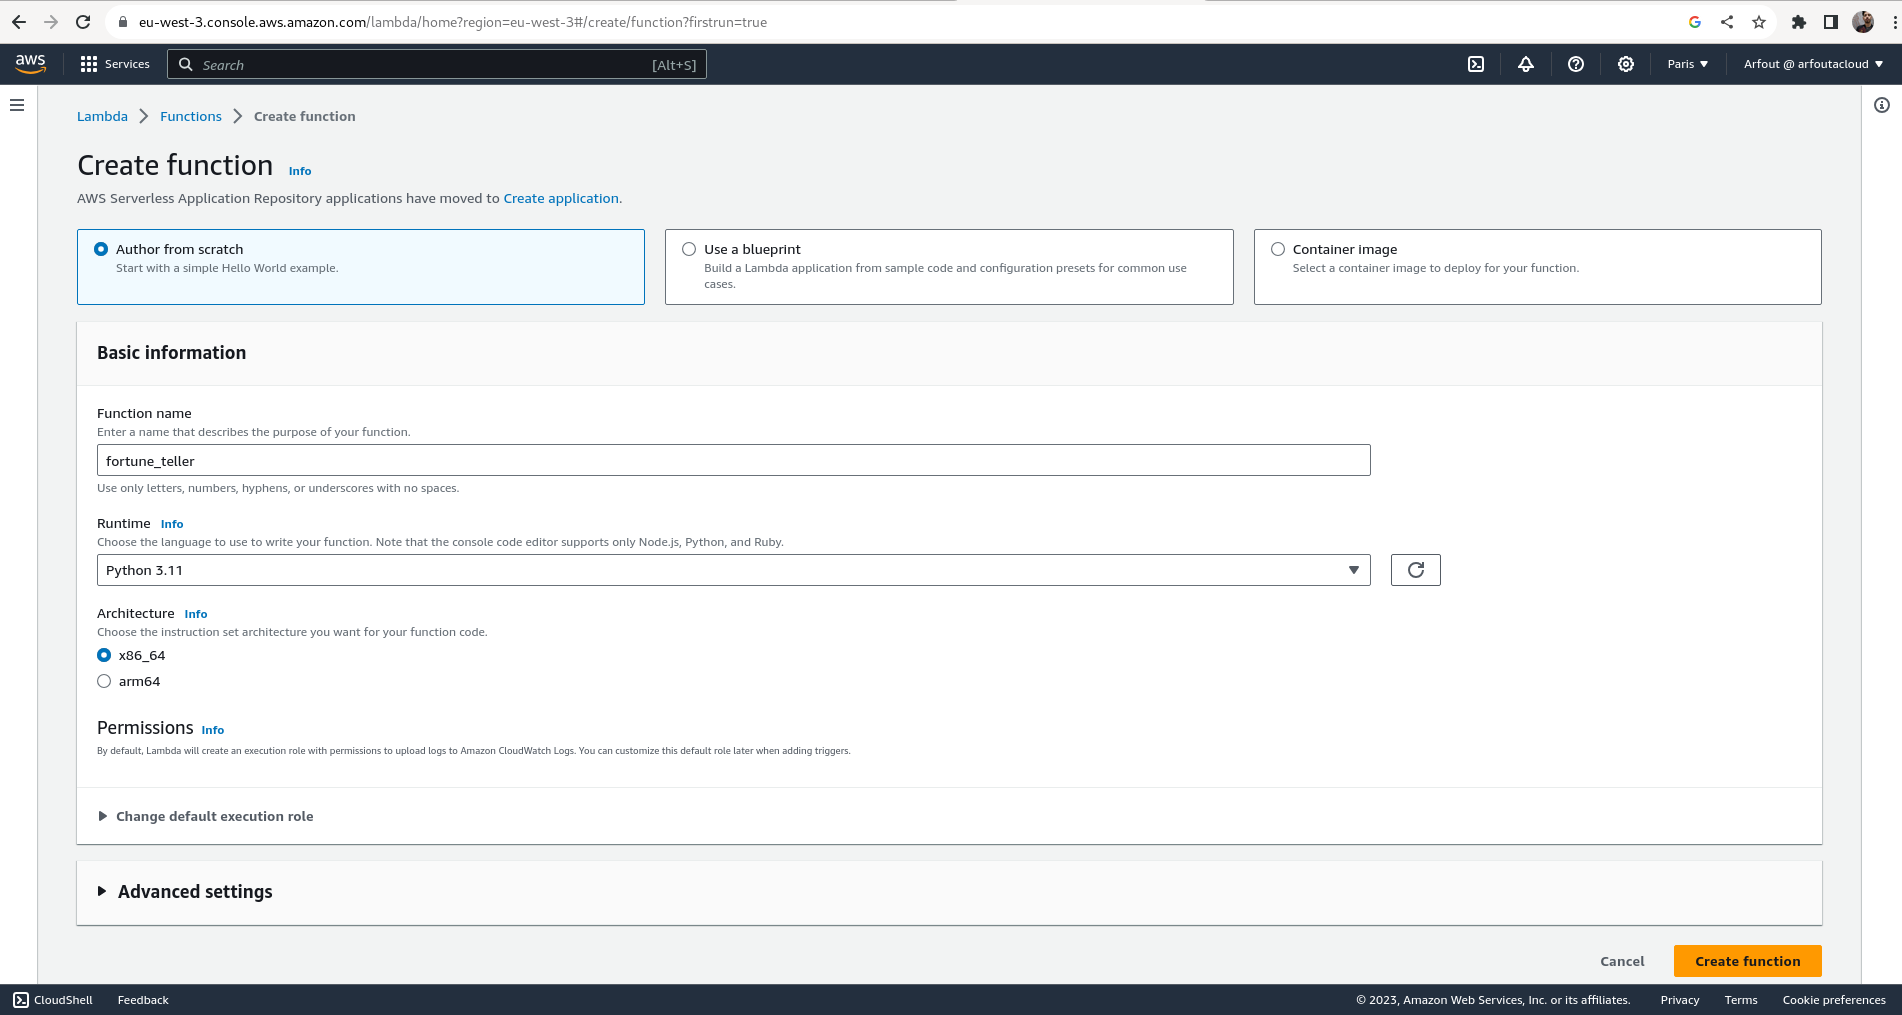 eu-west-3.console.aws.amazon.com/lambda/home?region=eu-west-3#/create/function?firstrun=true
aws
Services
Search
[Alt+S]
Paris
Arfout @ arfoutacloud
Lambda
Functions
Create function
Create function
Info
AWS Serverless Application Repository applications have moved to Create application.
Author from scratch
Start with a simple Hello World example.
Use a blueprint
Build a Lambda application from sample code and configuration presets for common use
cases.
Container image
Select a container image to deploy for your function.
Basic information
Function name
Enter a name that describes the purpose of your function.
fortune_teller
Use only letters, numbers, hyphens, or underscores with no spaces.
Runtime Info
Choose the language to use to write your function. Note that the console code editor supports only Node.js, Python, and Ruby.
Python 3.11
Architecture Info
Choose the instruction set architecture you want for your function code.
x86_64
arm64
Permissions Info
By default, Lambda will create an execution role with permissions to upload logs to Amazon CloudWatch Logs. You can customize this default role later when adding triggers.
Change default execution role
Advanced settings
Cancel
Create function
CloudShell
Feedback
© 2023, Amazon Web Services, Inc. or its affiliates.
Privacy
Terms
Cookie preferences